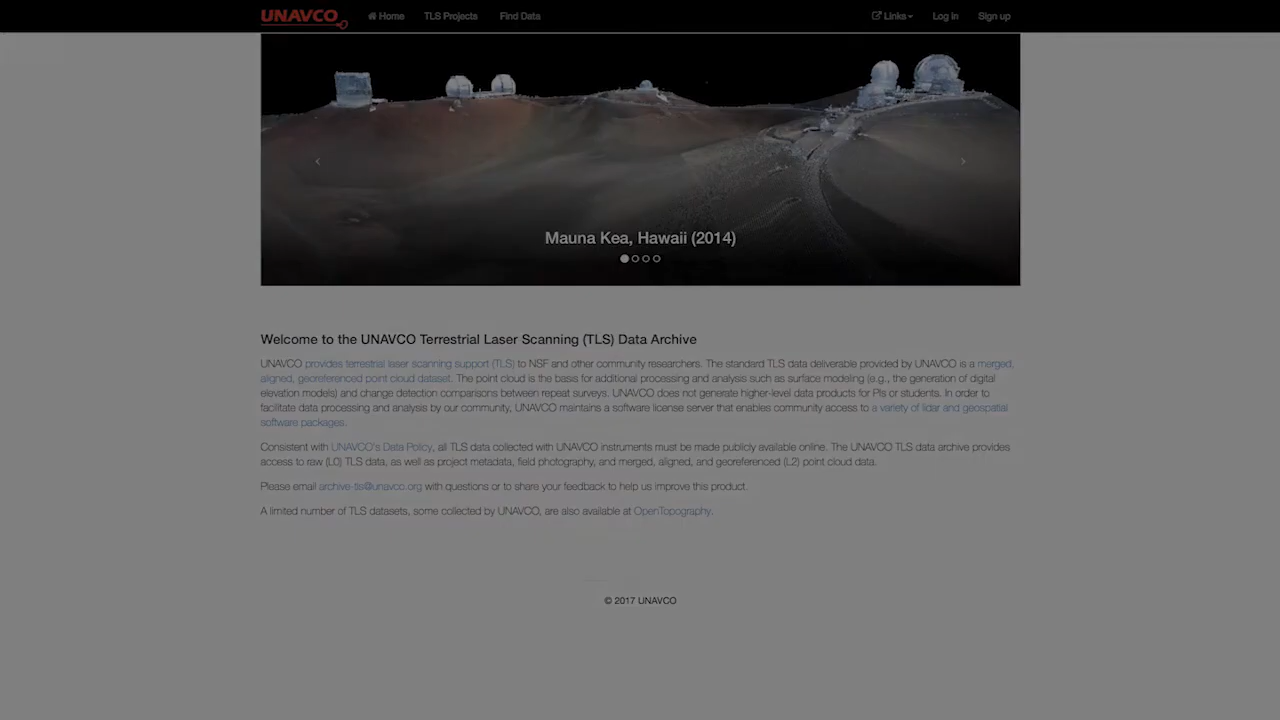 UNAVCO Home TLS Projects Find Data Links Log in Sign up
Mauna Kea, Hawaii (2014)
Welcome to the UNAVCO Terrestrial Laser Scanning (TLS) Data Archive
UNAVCO provides terrestrial laser scanning support (TLS) to NSF and other community researchers. The standard TLS data deliverable provided by UNAVCO is a merged,
aligned, georeferenced point cloud dataset. The point cloud is the basis for additional processing and analysis such as surface modeling (e.g., the generation of digital
elevation models) and change detection comparisons between repeat surveys. UNAVCO does not generate higher-level data products for PIs or students. In order to
facilitate data processing and analysis by our community, UNAVCO maintains a software license server that enables community access to a variety of lidar and geospatial
software packages.
Consistent with UNAVCO's Data Policy, all TLS data collected with UNAVCO instruments must be made publicly available online. The UNAVCO TLS data archive provides
access to raw (L0) TLS data, as well as project metadata, field photography, and merged, aligned, and georeferenced (L2) point cloud data.
Please email archive-tls@unavco.org with questions or to share your feedback to help us improve this product.
A limited number of TLS datasets, some collected by UNAVCO, are also available at OpenTopography.
© 2017 UNAVCO